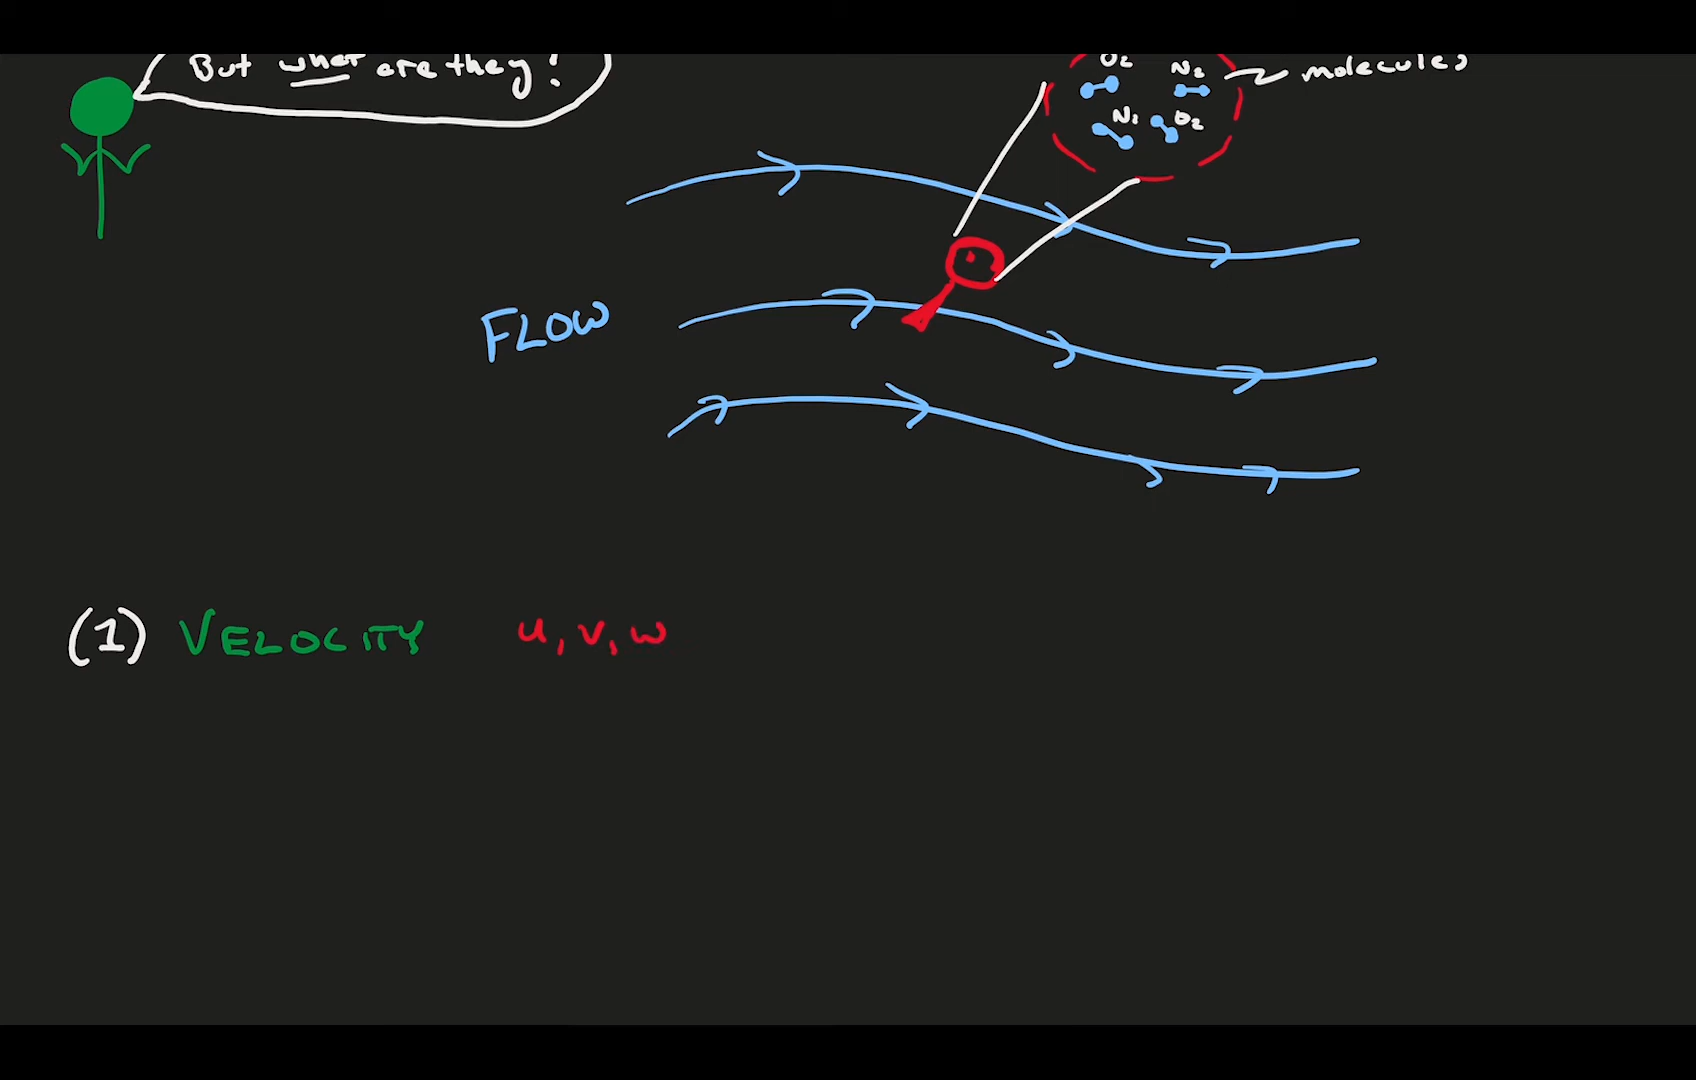 But what are they?
O2 N2 molecules
N2 O2
FLOW
(1) VELOCITY u, v, w